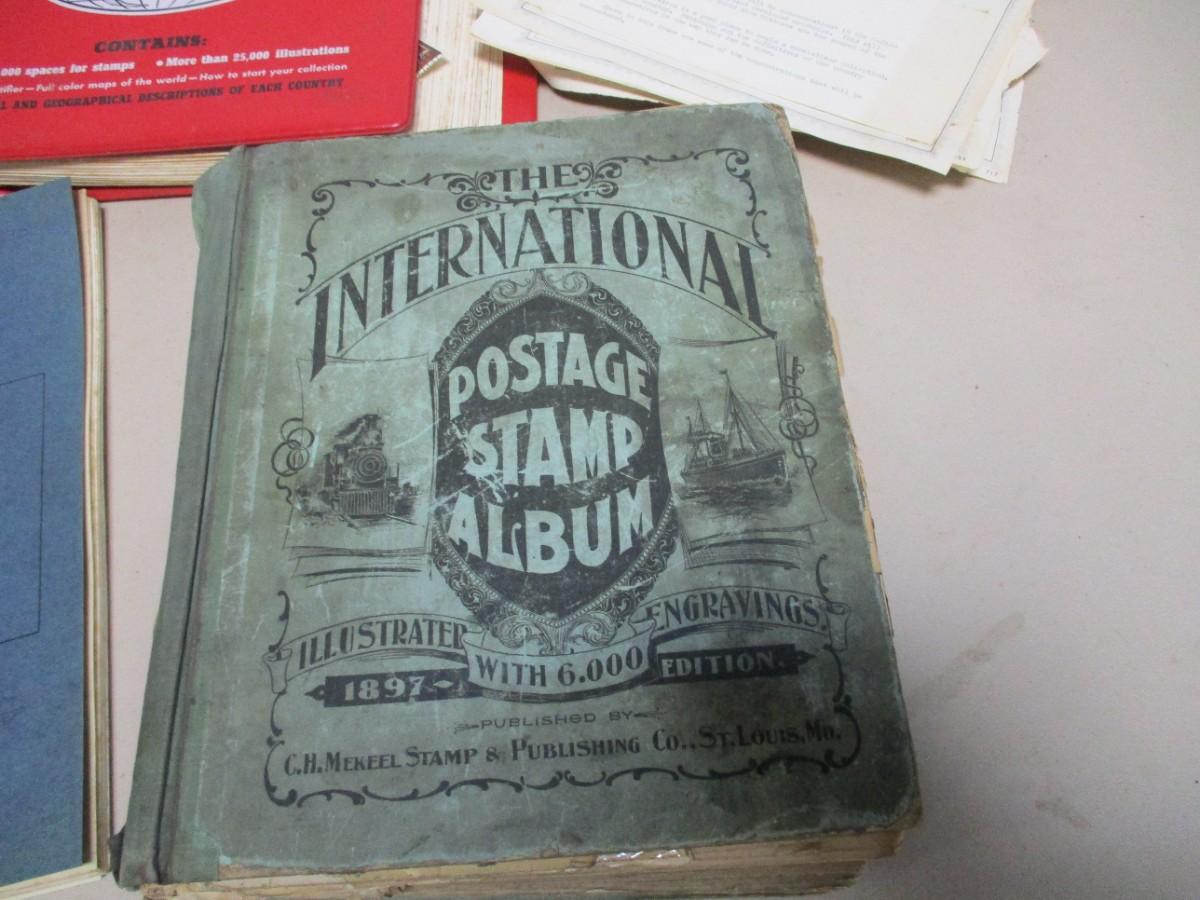 CONTAINS:
000 spaces for stamps • More than 25,000 illustrations
ifier—Full color maps of the world—How to start your collection
AND GEOGRAPHICAL DESCRIPTIONS OF EACH COUNTRY
THE
INTERNATIONAL
POSTAGE
STAMP
ALBUM
ILLUSTRATED WITH 6.000 ENGRAVINGS.
1897 EDITION.
PUBLISHED BY
C.H. MEKEEL STAMP & PUBLISHING CO., ST. LOUIS, MO.